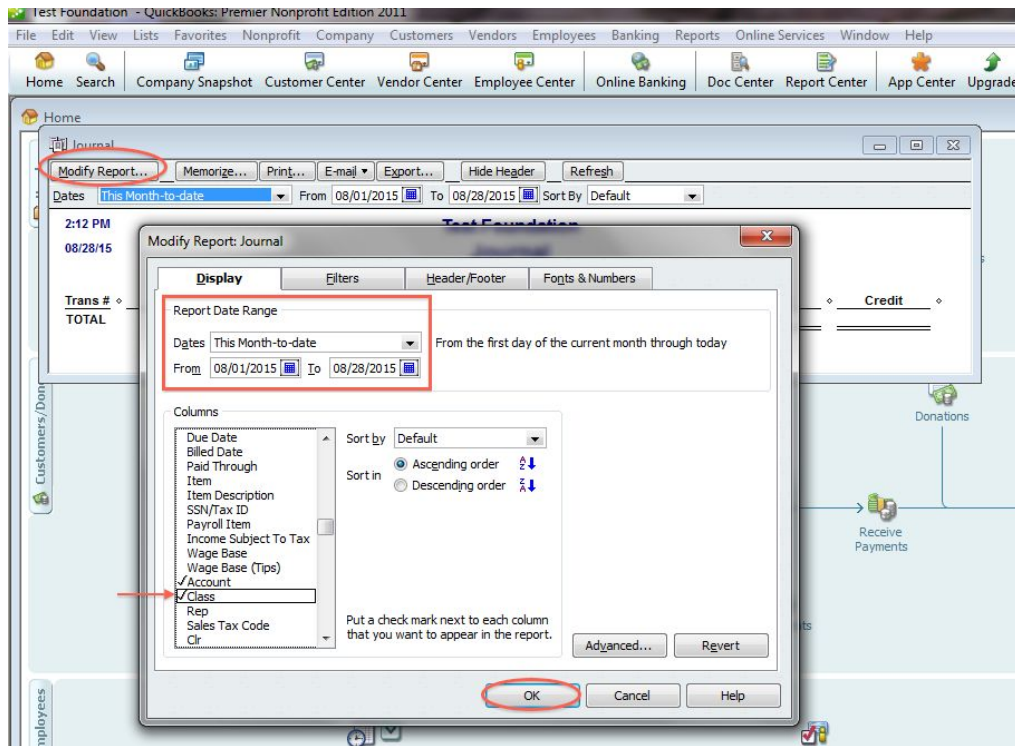 Test Foundation - QuickBooks: Premier Nonprofit Edition 2011
File Edit View Lists Favorites Nonprofit Company Customers Vendors Employees Banking Reports Online Services Window Help
Home Search Company Snapshot Customer Center Vendor Center Employee Center Online Banking Doc Center Report Center App Center Upgrade
Home
Journal
Modify Report... Memorize... Print... E-mail Export... Hide Header Refresh
Dates This Month-to-date From 08/01/2015 To 08/28/2015 Sort By Default
2:12 PM Test Foundation
08/28/15 Journal
Trans # Credit
TOTAL
Modify Report: Journal
Display Filters Header/Footer Fonts & Numbers
Report Date Range
Dates This Month-to-date From the first day of the current month through today
From 08/01/2015 To 08/28/2015
Columns
Due Date
Billed Date
Paid Through
Item
Item Description
SSN/Tax ID
Payroll Item
Income Subject To Tax
Wage Base
Wage Base (Tips)
Account
Class
Rep
Sales Tax Code
Clr
Sort by Default
Sort in Ascending order
Descending order
Put a check mark next to each column
that you want to appear in the report.
Advanced... Revert
OK Cancel Help
Donations
Receive
Payments